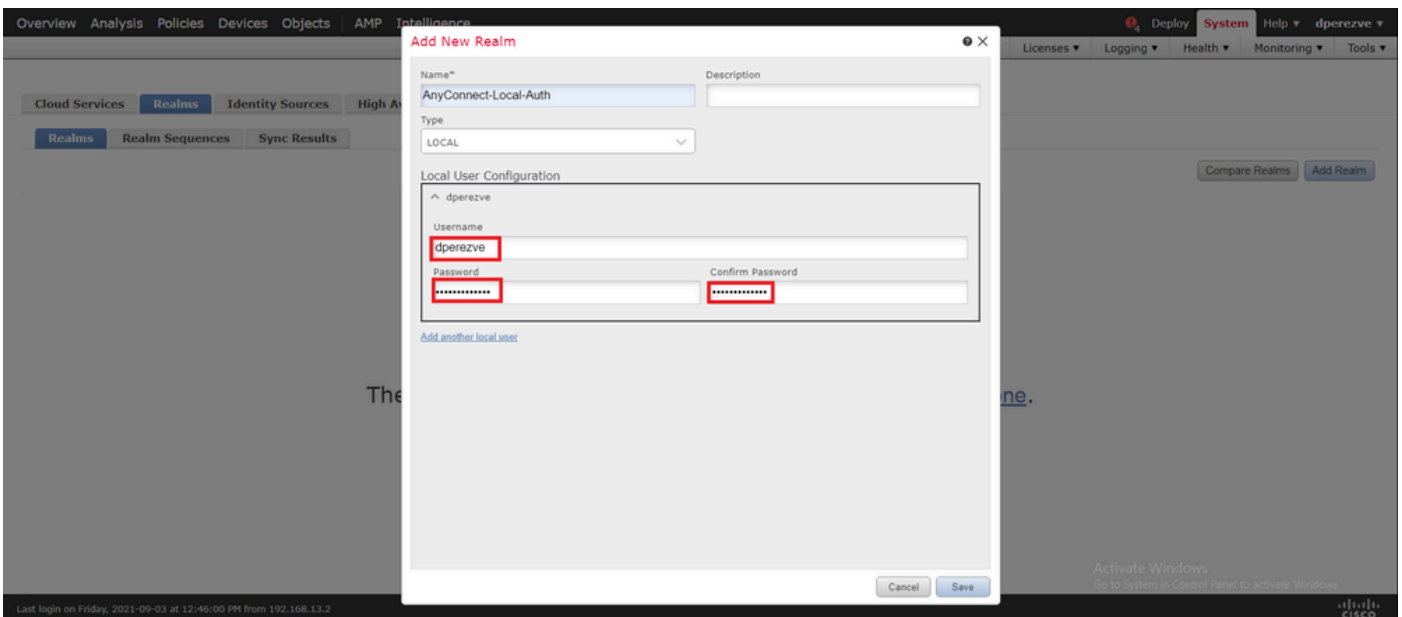 Overview Analysis Policies Devices Objects AMP Intelligence Deploy System Help ▾ dperezve ▾
Add New Realm
Licenses ▾ Logging ▾ Health ▾ Monitoring ▾ Tools ▾
Name*
Description
AnyConnect-Local-Auth
Cloud Services Realms Identity Sources High
Type
LOCAL
Realms Realm Sequences Sync Results
Compare Realms Add Realm
Local User Configuration
dperezve
Username
dperezve
Password
Confirm Password
•••••••••••••
•••••••••••••
Add another local user
Cancel Save
Activate Windows
Go to System in Control Panel to activate Windows.
Last login on Friday, 2021-09-03 at 12:46:00 PM from 192.168.13.2
CISCO